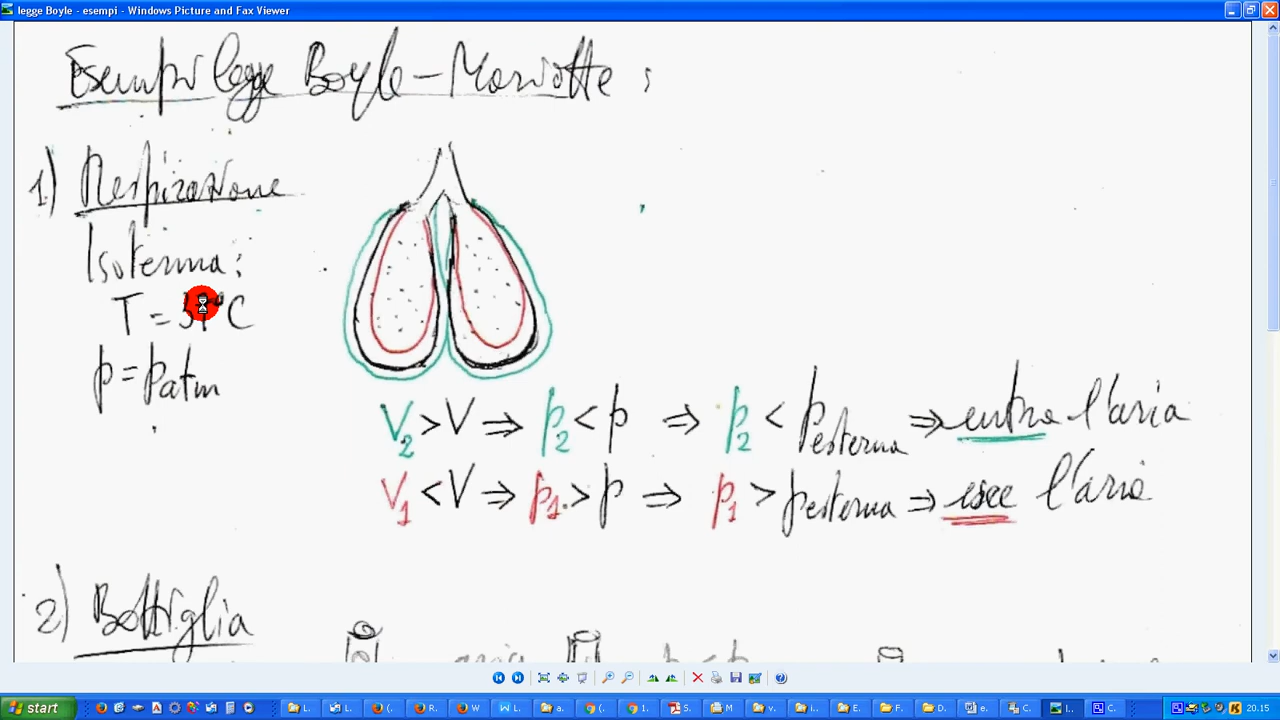 legge Boyle - esempi - Windows Picture and Fax Viewer
Esempi legge Boyle-Mariotte :
1) Respirazione
Isoterma:
T = 37°C
p = patm
V2 > V ⇒ p2 < p ⇒ p2 < pesterna ⇒ entra l'aria
V1 < V ⇒ p1 > p ⇒ p1 > pesterna ⇒ esce l'aria
2) Bottiglia
start
20.15